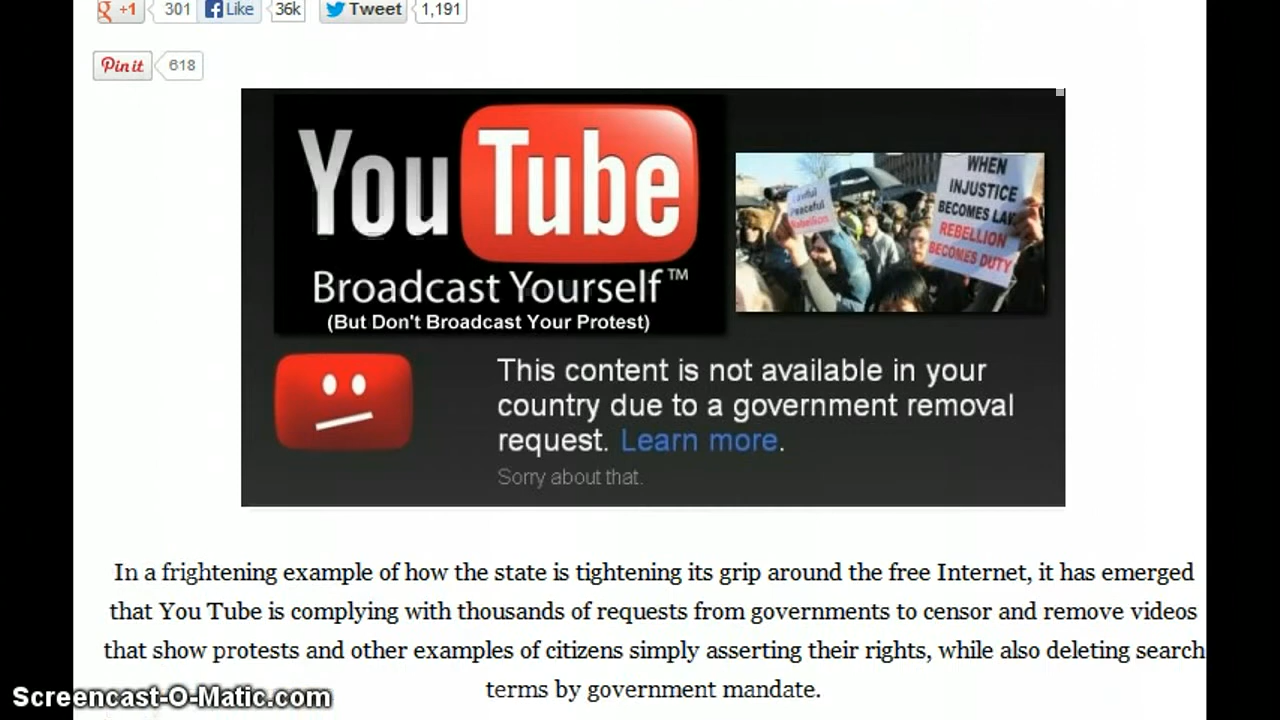 +1 301 Like 36k Tweet 1,191
Pin it 618
YouTube
Broadcast Yourself™
(But Don't Broadcast Your Protest)
Lawful
Peaceful
Rebellion
WHEN
INJUSTICE
BECOMES LAW
REBELLION
BECOMES DUTY
This content is not available in your
country due to a government removal
request. Learn more.
Sorry about that.
In a frightening example of how the state is tightening its grip around the free Internet, it has emerged
that You Tube is complying with thousands of requests from governments to censor and remove videos
that show protests and other examples of citizens simply asserting their rights, while also deleting search
terms by government mandate.
Screencast-O-Matic.com